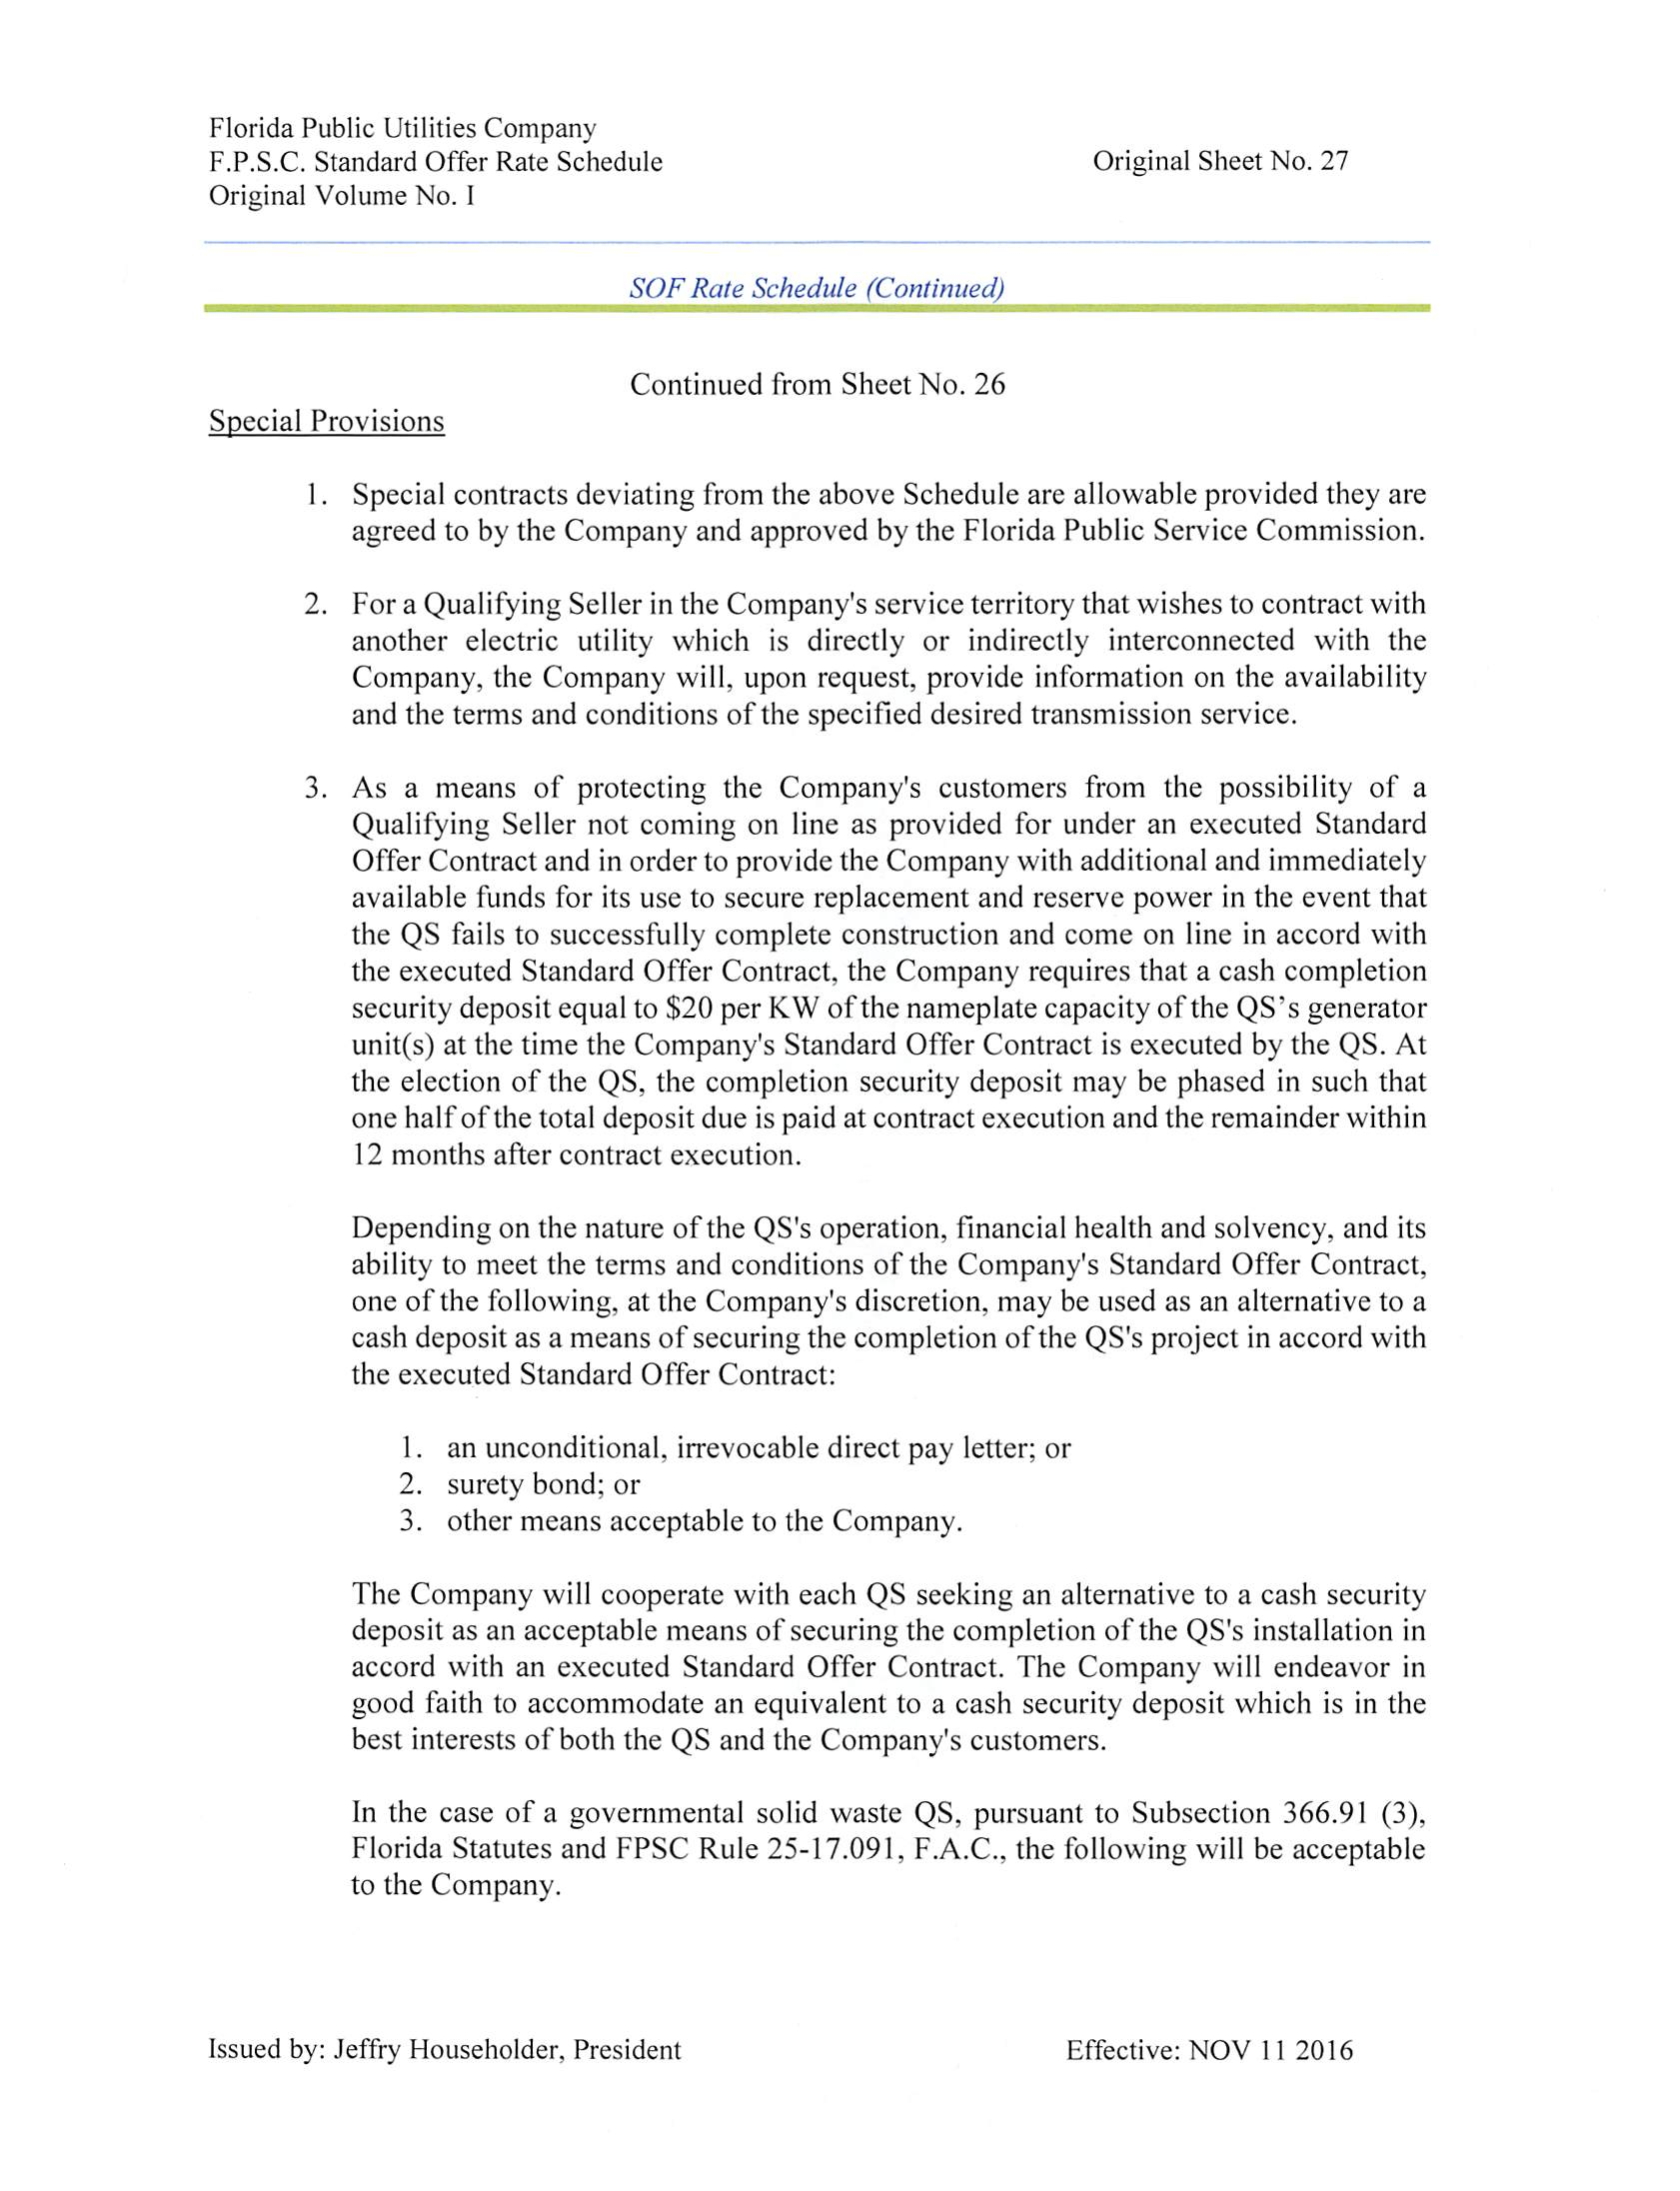 Florida Public Utilities Company
F.P.S.C. Standard Offer Rate Schedule
Original Sheet No. 27
Original Volume No. I
SOF Rate Schedule (Continued)
Continued from Sheet No. 26
Special Provisions
1. Special contracts deviating from the above Schedule are allowable provided they are
agreed to by the Company and approved by the Florida Public Service Commission.
2. For a Qualifying Seller in the Company's service territory that wishes to contract with
another electric utility which is directly or indirectly interconnected with the
Company, the Company will, upon request, provide information on the availability
and the terms and conditions of the specified desired transmission service.
3. As a means of protecting the Company's customers from the possibility of a
Qualifying Seller not coming on line as provided for under an executed Standard
Offer Contract and in order to provide the Company with additional and immediately
available funds for its use to secure replacement and reserve power in the event that
the QS fails to successfully complete construction and come on line in accord with
the executed Standard Offer Contract, the Company requires that a cash completion
security deposit equal to $20 per KW of the nameplate capacity of the QS’s generator
unit(s) at the time the Company's Standard Offer Contract is executed by the QS. At
the election of the QS, the completion security deposit may be phased in such that
one half of the total deposit due is paid at contract execution and the remainder within
12 months after contract execution.
Depending on the nature of the QS's operation, financial health and solvency, and its
ability to meet the terms and conditions of the Company's Standard Offer Contract,
one of the following, at the Company's discretion, may be used as an alternative to a
cash deposit as a means of securing the completion of the QS's project in accord with
the executed Standard Offer Contract:
1. an unconditional, irrevocable direct pay letter; or
2. surety bond; or
3. other means acceptable to the Company.
The Company will cooperate with each QS seeking an alternative to a cash security
deposit as an acceptable means of securing the completion of the QS's installation in
accord with an executed Standard Offer Contract. The Company will endeavor in
good faith to accommodate an equivalent to a cash security deposit which is in the
best interests of both the QS and the Company's customers.
In the case of a governmental solid waste QS, pursuant to Subsection 366.91 (3),
Florida Statutes and FPSC Rule 25-17.091, F.A.C., the following will be acceptable
to the Company.
Issued by: Jeffry Householder, President
Effective: NOV 11 2016